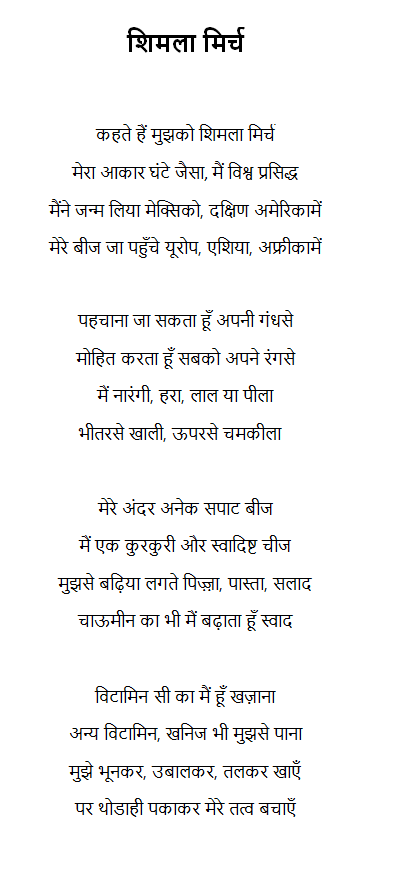 शिमला मिर्च
कहते हैं मुझको शिमला मिर्च
मेरा आकार घंटे जैसा, मैं विश्व प्रसिद्ध
मैंने जन्म लिया मेक्सिको, दक्षिण अमेरिकामें
मेरे बीज जा पहुँचे यूरोप, एशिया, अफ्रीकामें
पहचाना जा सकता हूँ अपनी गंधसे
मोहित करता हूँ सबको अपने रंगसे
मैं नारंगी, हरा, लाल या पीला
भीतरसे खाली, ऊपरसे चमकीला
मेरे अंदर अनेक सपाट बीज
मैं एक कुरकुरी और स्वादिष्ट चीज
मुझसे बढ़िया लगते पिज़्ज़ा, पास्ता, सलाद
चाऊमीन का भी मैं बढ़ाता हूँ स्वाद
विटामिन सी का मैं हूँ खज़ाना
अन्य विटामिन, खनिज भी मुझसे पाना
मुझे भूनकर, उबालकर, तलकर खाएँ
पर थोडाही पकाकर मेरे तत्व बचाएँ